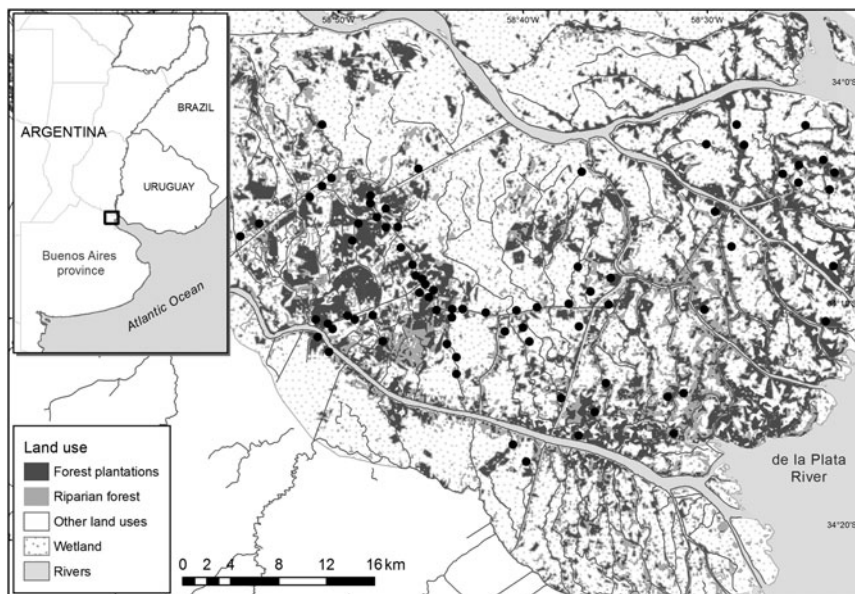 58°50'W
58°40'W
58°30'W
34°0'S
BRAZIL
ARGENTINA
URUGUAY
Buenos Aires
province
Atlantic Ocean
Land use
Forest plantations
Riparian forest
Other land uses
Wetland
Rivers
de la Plata
River
34°20'S
0 2 4 8 12 16 km